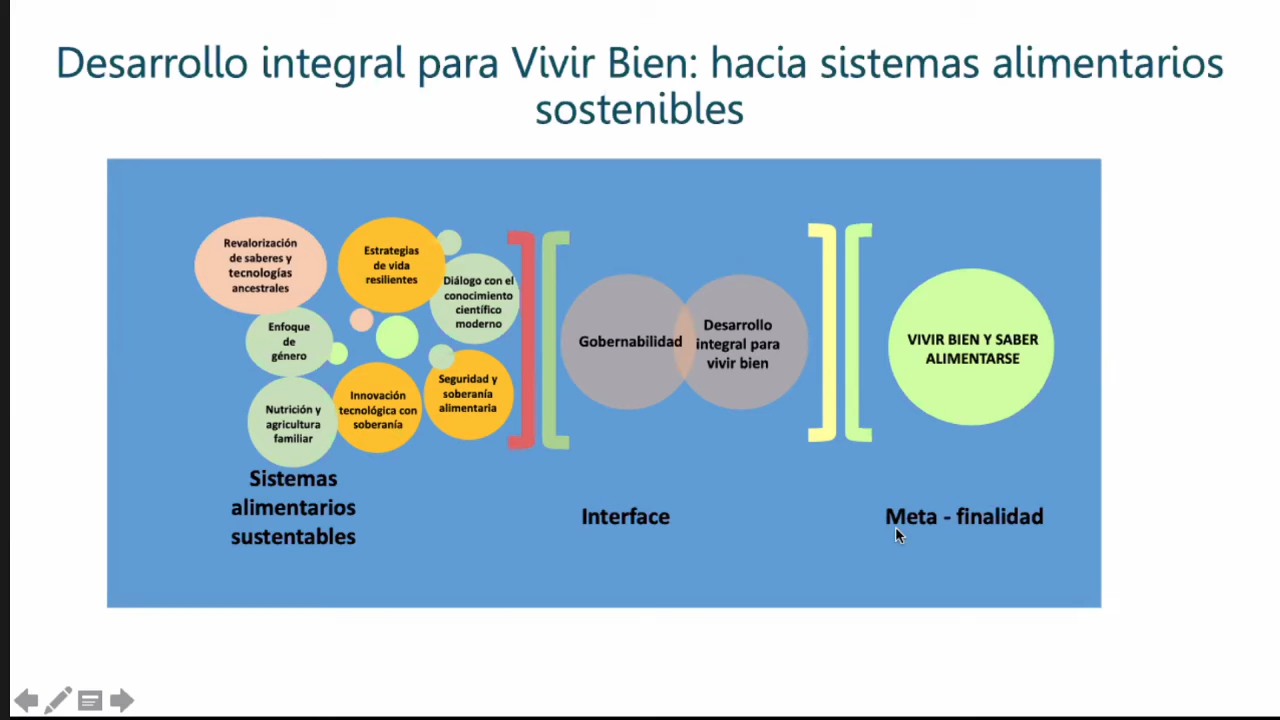 Desarrollo integral para Vivir Bien: hacia sistemas alimentarios
sostenibles
Revalorización
de saberes y
tecnologías
ancestrales
Estrategias
de vida
resilientes
Diálogo con el
conocimiento
científico
moderno
Enfoque
de
género
Nutrición y
agricultura
familiar
Innovación
tecnológica con
soberanía
Seguridad y
soberanía
alimentaria
Sistemas
alimentarios
sustentables
Gobernabilidad
Desarrollo
integral para
vivir bien
Interface
VIVIR BIEN Y SABER
ALIMENTARSE
Meta - finalidad